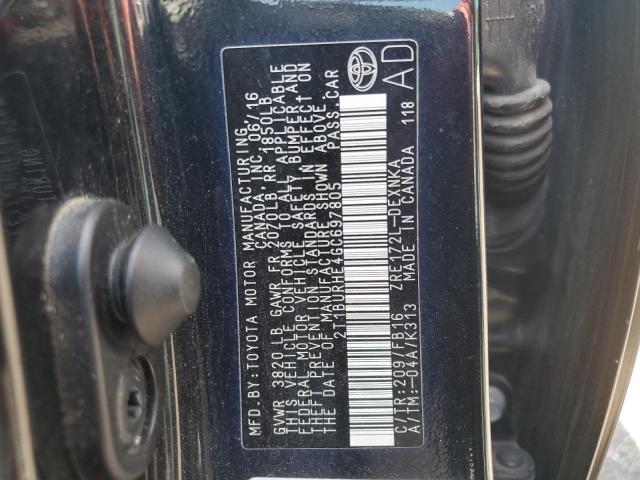 MFD.BY:TOYOTA MOTOR MANUFACTURING,
CANADA, INC. 06/16
GVWR 3820 LB GAWR FR 2070LB RR 1850LB
THIS VEHICLE CONFORMS TO ALL APPLICABLE
FEDERAL MOTOR VEHICLE SAFETY, BUMPER, AND
THEFT PREVENTION STANDARDS IN EFFECT ON
THE DATE OF MANUFACTURE SHOWN ABOVE.
2T1BURHE4GC697805 PASS.CAR
C/TR:209/FB16 ZRE172L-DEXNKA
A/TM:-04A/K313 MADE IN CANADA 118
AD